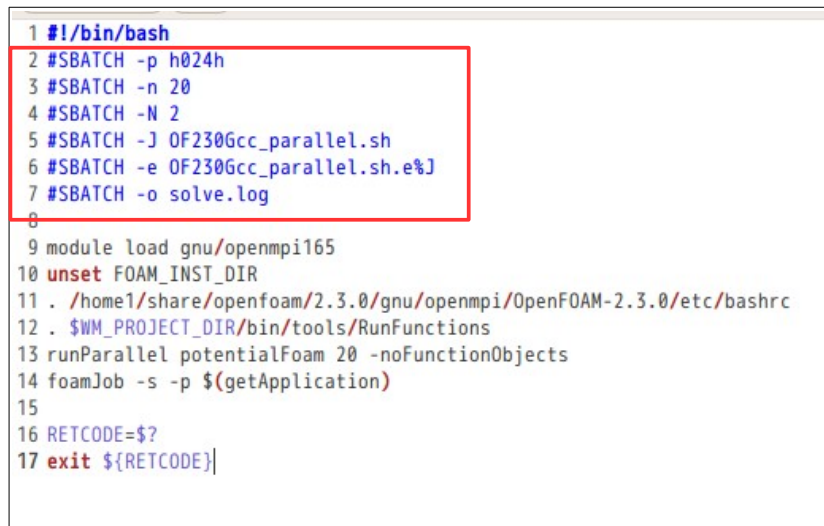 1 #!/bin/bash
2 #SBATCH -p h024h
3 #SBATCH -n 20
4 #SBATCH -N 2
5 #SBATCH -J OF230Gcc_parallel.sh
6 #SBATCH -e OF230Gcc_parallel.sh.e%J
7 #SBATCH -o solve.log
8
9 module load gnu/openmpi165
10 unset FOAM_INST_DIR
11 . /home1/share/openfoam/2.3.0/gnu/openmpi/OpenFOAM-2.3.0/etc/bashrc
12 . $WM_PROJECT_DIR/bin/tools/RunFunctions
13 runParallel potentialFoam 20 -noFunctionObjects
14 foamJob -s -p $(getApplication)
15
16 RETCODE=$?
17 exit ${RETCODE}